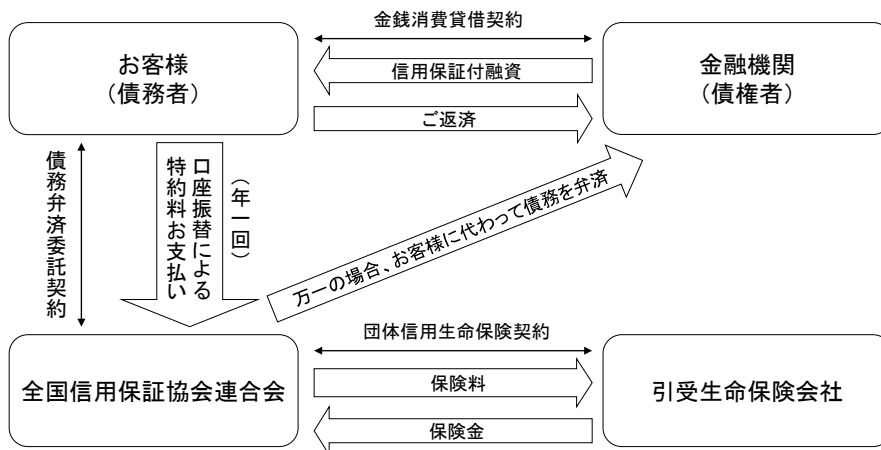 金銭消費貸借契約
お客様
（債務者）
信用保証付融資
金融機関
（債権者）
ご返済
債務弁済委託契約
口座振替による
特約料お支払い
（年一回）
万一の場合、お客様に代わって債務を弁済
団体信用生命保険契約
全国信用保証協会連合会
保険料
引受生命保険会社
保険金